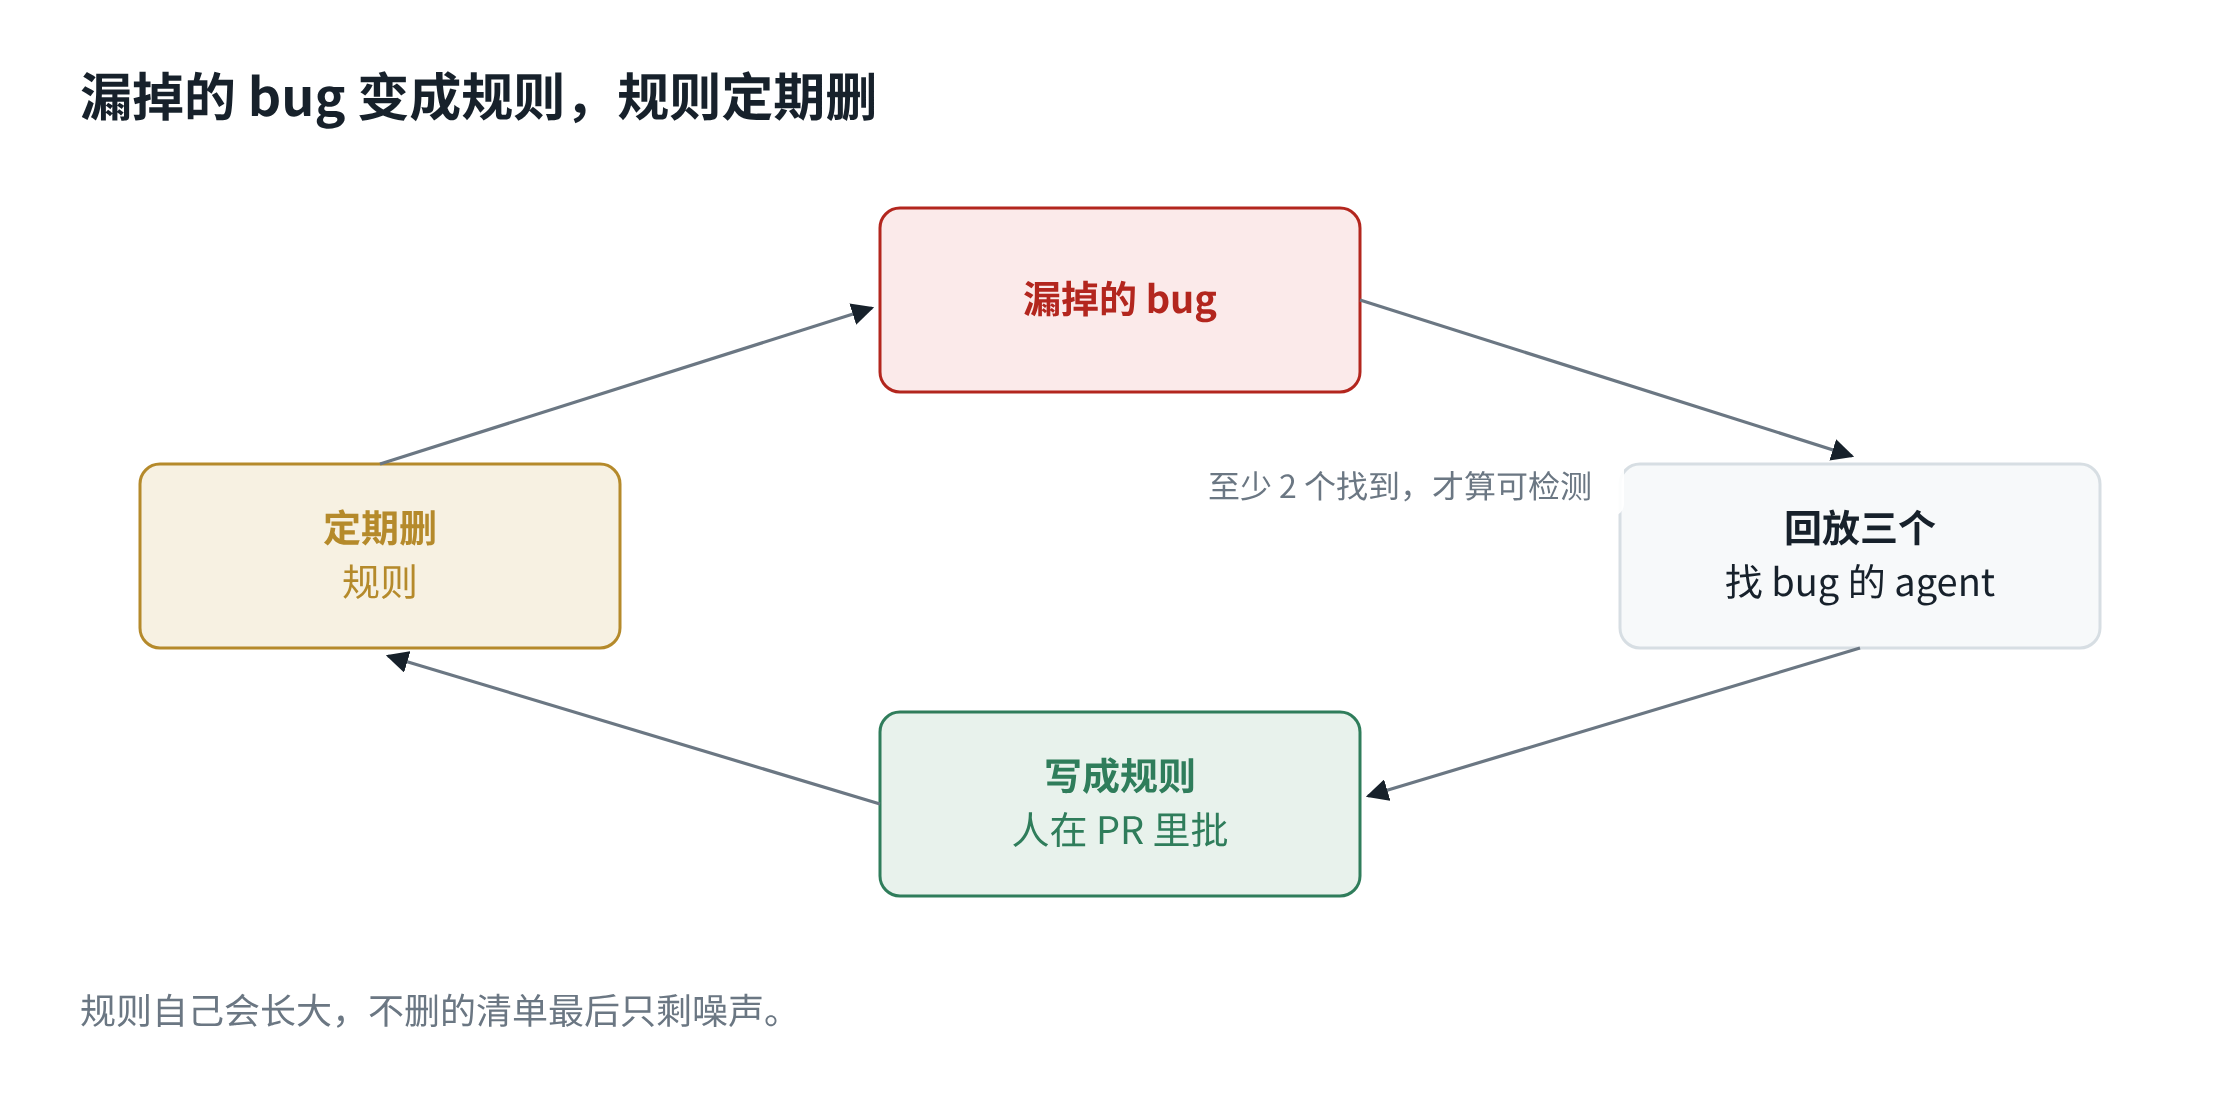 漏掉的 bug 变成规则，规则定期删
漏掉的 bug
至少 2 个找到，才算可检测
定期删
规则
回放三个
找 bug 的 agent
写成规则
人在 PR 里批
规则自己会长大，不删的清单最后只剩噪声。